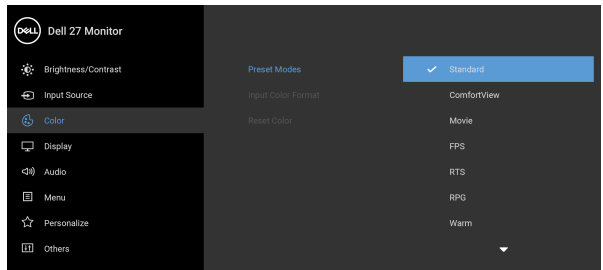 DELL Dell 27 Monitor
Brightness/Contrast Preset Modes Standard
Input Source Input Color Format ComfortView
Color Reset Color Movie
Display FPS
Audio RTS
Menu RPG
Personalize Warm
Others